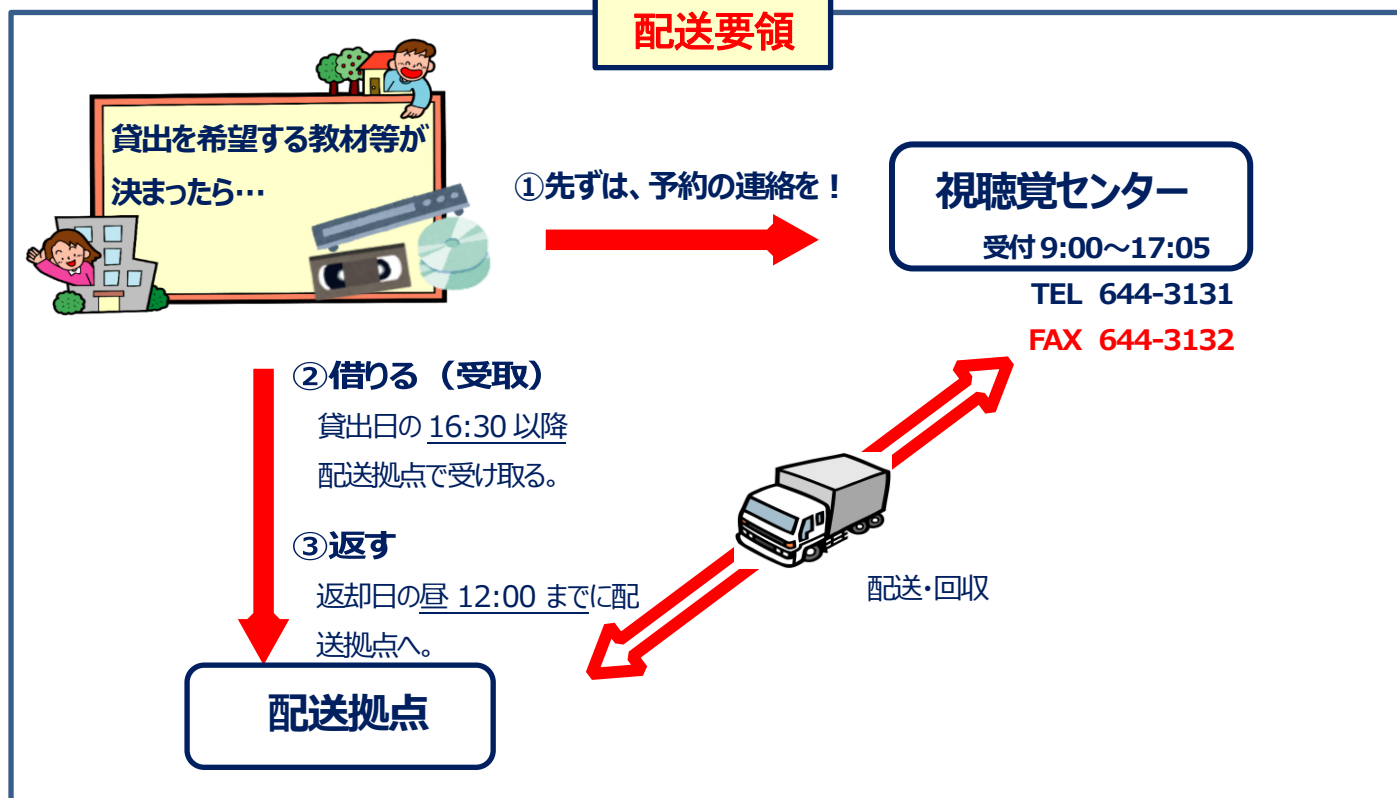 配送要領
貸出を希望する教材等が
決まったら…
①先ずは、予約の連絡を！
視聴覚センター
受付 9:00～17:05
TEL 644-3131
FAX 644-3132
②借りる（受取）
貸出日の 16:30 以降
配送拠点で受け取る。
③返す
返却日の昼 12:00 までに配
送拠点へ。
配送・回収
配送拠点